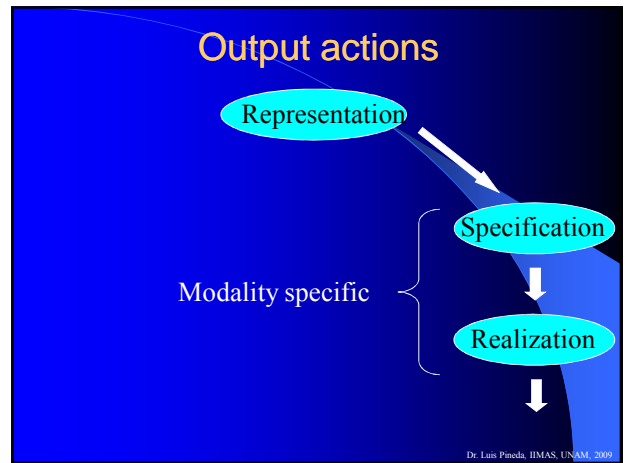 Output actions
Representation
Specification
Modality specific
Realization
Dr. Luis Pineda, IIMAS, UNAM, 2009